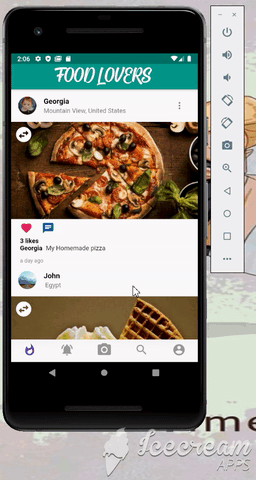 2:06
FOOD LOVERS
Georgia
Mountain View, United States
3 likes
Georgia My Homemade pizza
a day ago
John
Egypt
me
Icecream
APPS